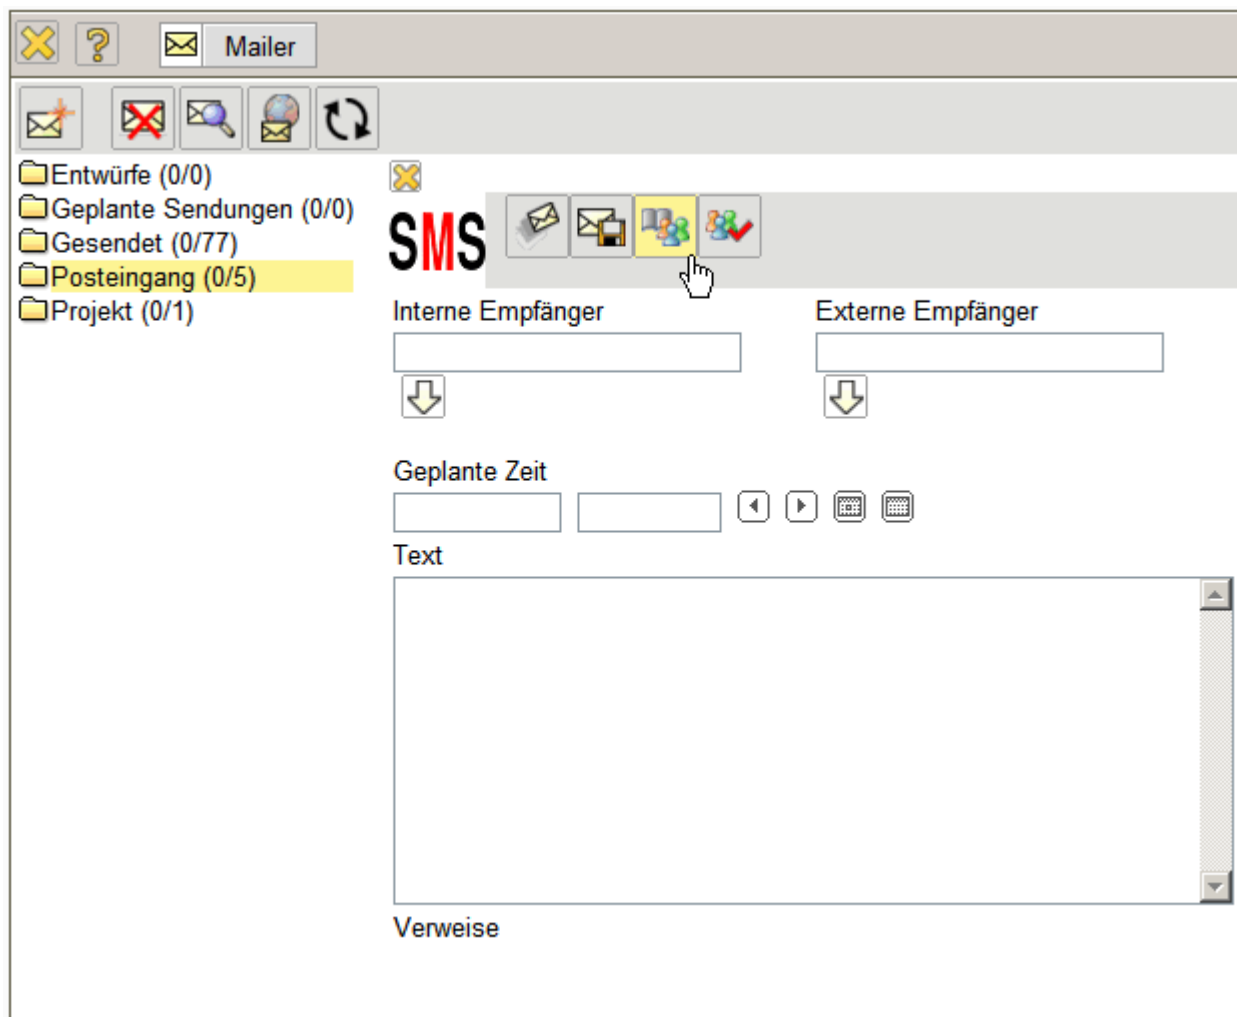 Mailer
Entwürfe (0/0)
Geplante Sendungen (0/0)
Gesendet (0/77)
Posteingang (0/5)
Projekt (0/1)
SMS
Interne Empfänger
Externe Empfänger
Geplante Zeit
Text
Verweise